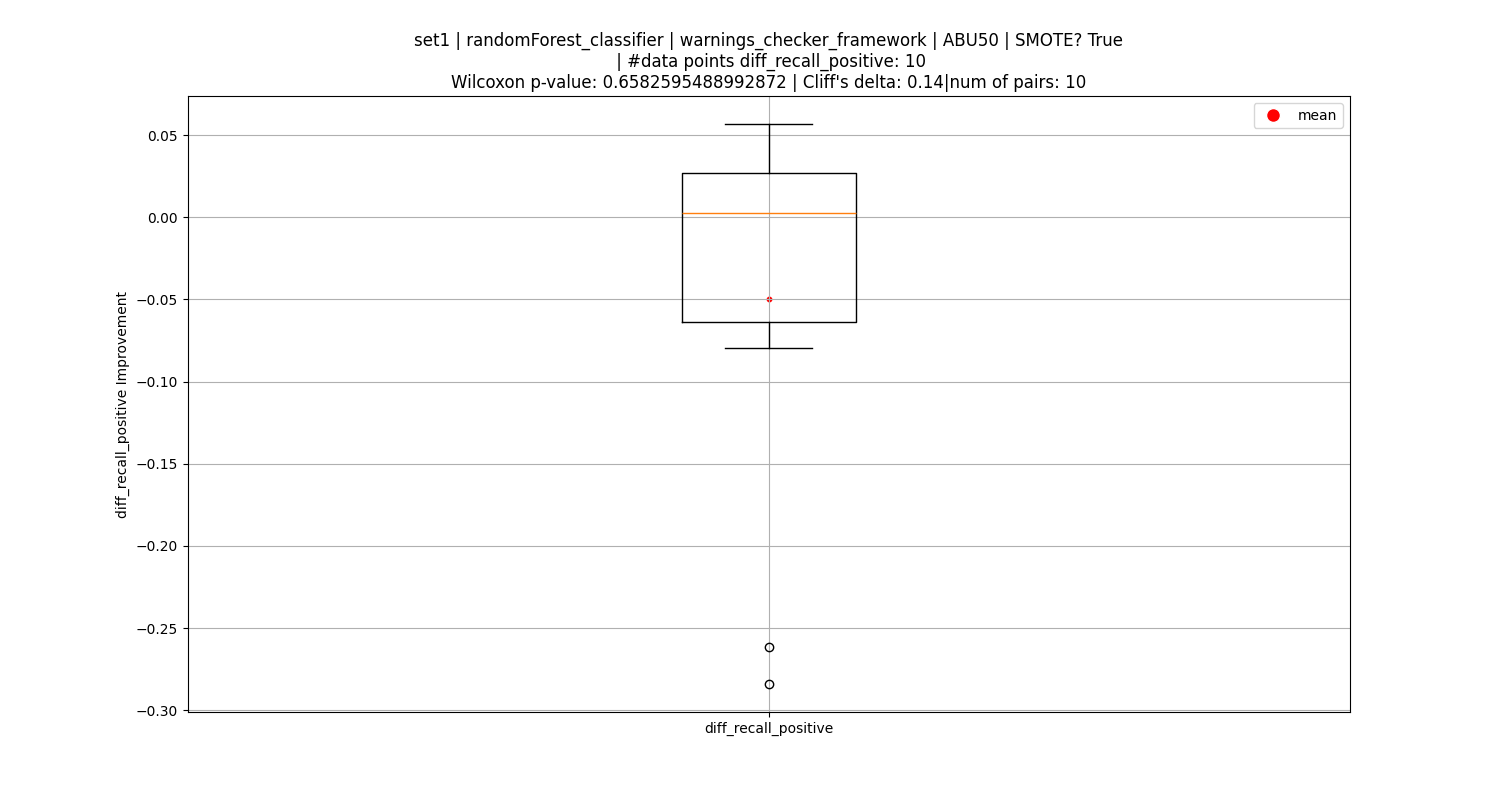 set1 | randomForest_classifier | warnings_checker_framework | ABU50 | SMOTE? True
| #data points diff_recall_positive: 10
Wilcoxon p-value: 0.6582595488992872 | Cliff's delta: 0.14|num of pairs: 10
mean
0.05
0.00
−0.05
−0.10
−0.15
−0.20
−0.25
−0.30
diff_recall_positive Improvement
diff_recall_positive